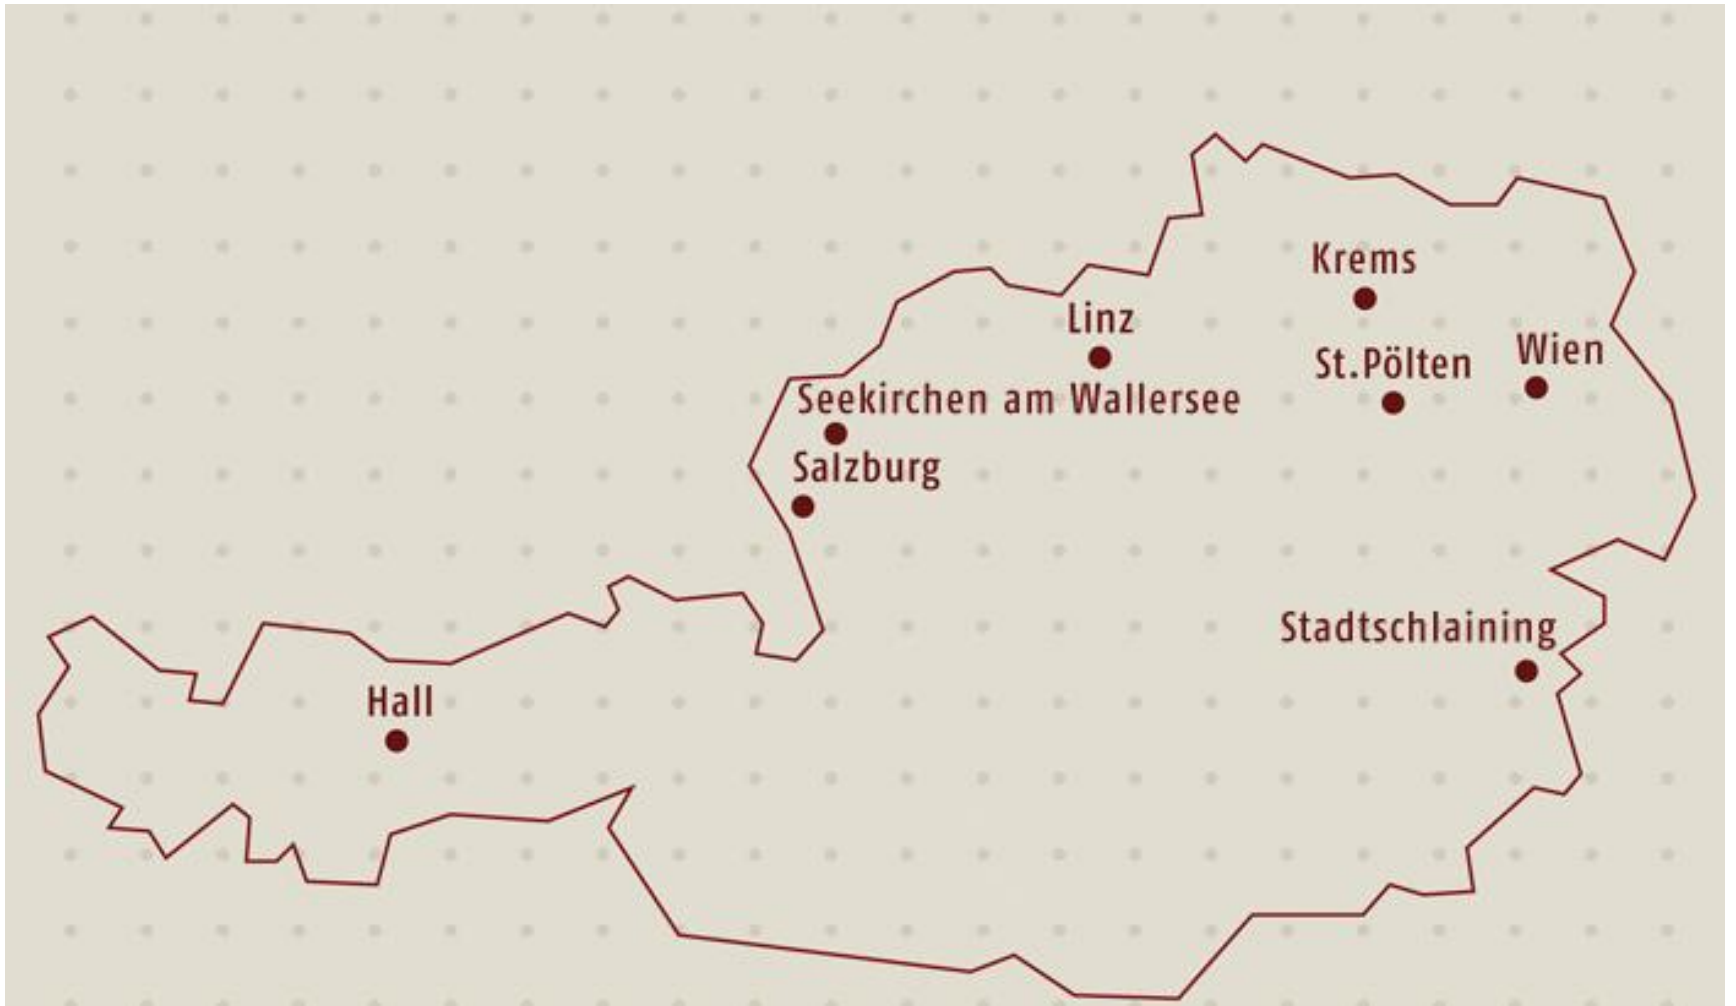 Krems
Linz
St.Pölten
Wien
Seekirchen am Wallersee
Salzburg
Stadtschlaining
Hall